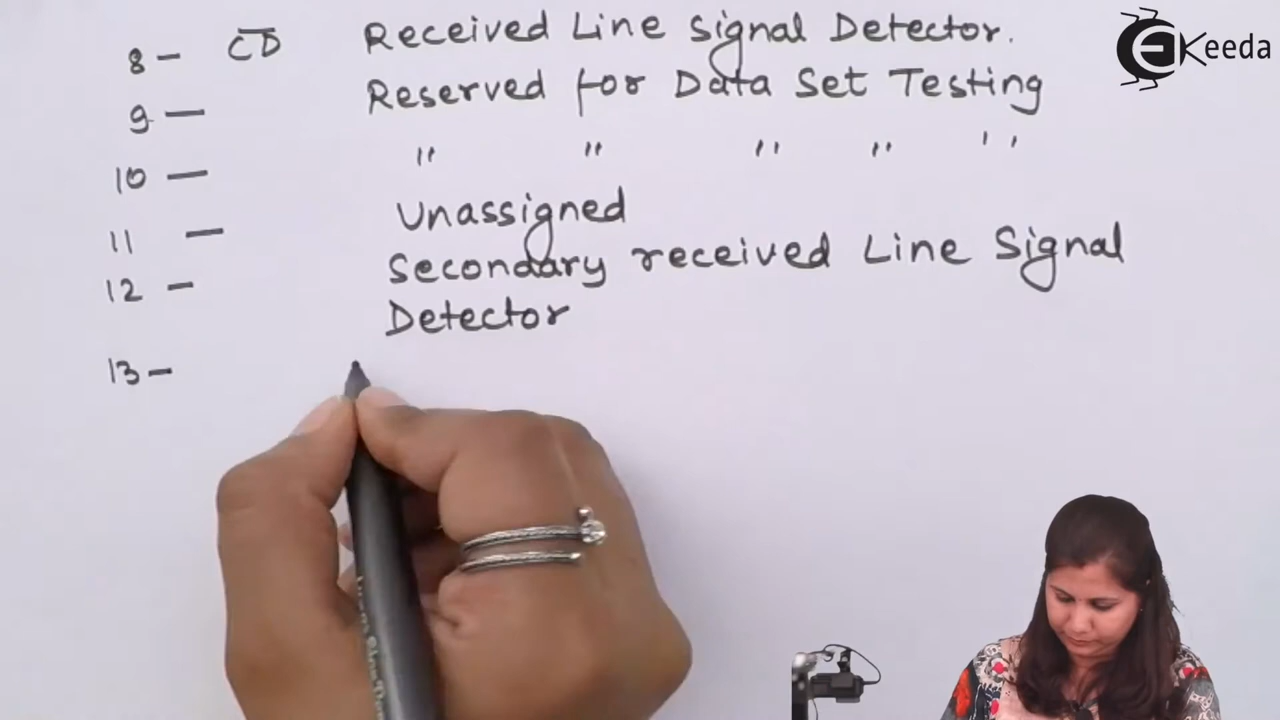 8 – CD Received Line Signal Detector.
9 – Reserved for Data Set Testing
10 – " " " " "
11 – Unassigned
12 – Secondary received Line Signal
Detector
13 –
Ekeeda